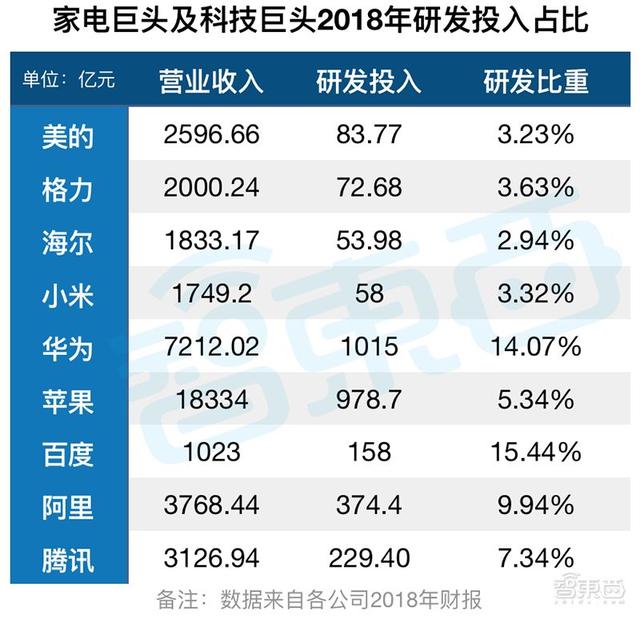 家电巨头及科技巨头2018年研发投入占比
单位：亿元 营业收入 研发投入 研发比重
美的 2596.66 83.77 3.23%
格力 2000.24 72.68 3.63%
海尔 1833.17 53.98 2.94%
小米 1749.2 58 3.32%
华为 7212.02 1015 14.07%
苹果 18334 978.7 5.34%
百度 1023 158 15.44%
阿里 3768.44 374.4 9.94%
腾讯 3126.94 229.40 7.34%
智東西
备注：数据来自各公司2018年财报
智東西
zhidx.com